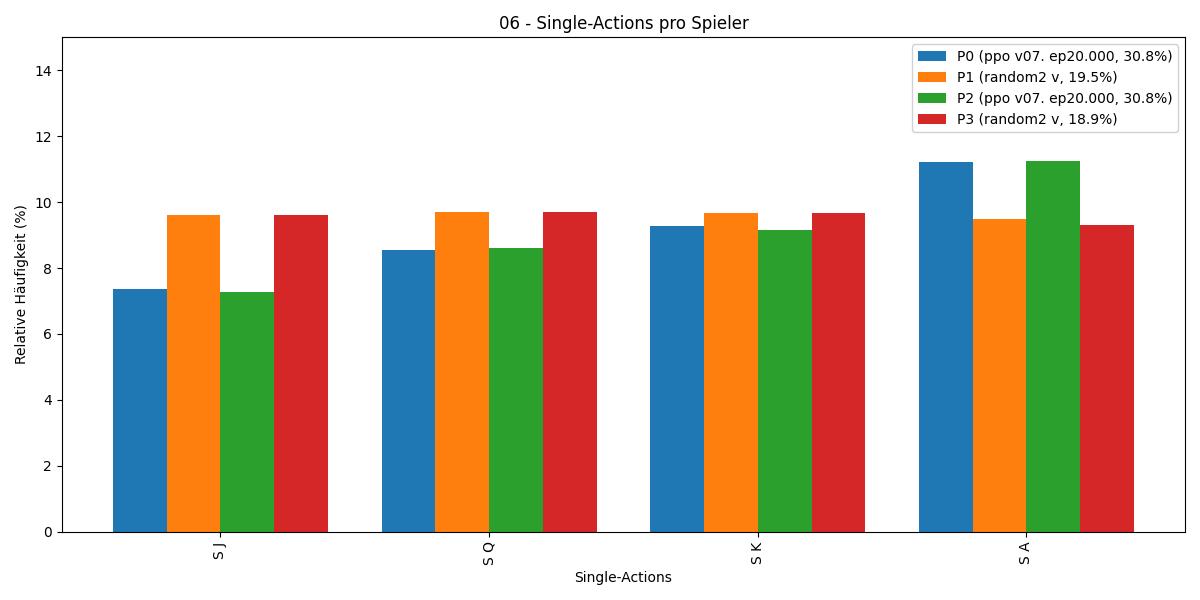 06 - Single-Actions pro Spieler
P0 (ppo v07. ep20.000, 30.8%)
P1 (random2 v, 19.5%)
P2 (ppo v07. ep20.000, 30.8%)
P3 (random2 v, 18.9%)
Relative Häufigkeit (%)
14
12
10
8
6
4
2
0
S J
S Q
S K
S A
Single-Actions